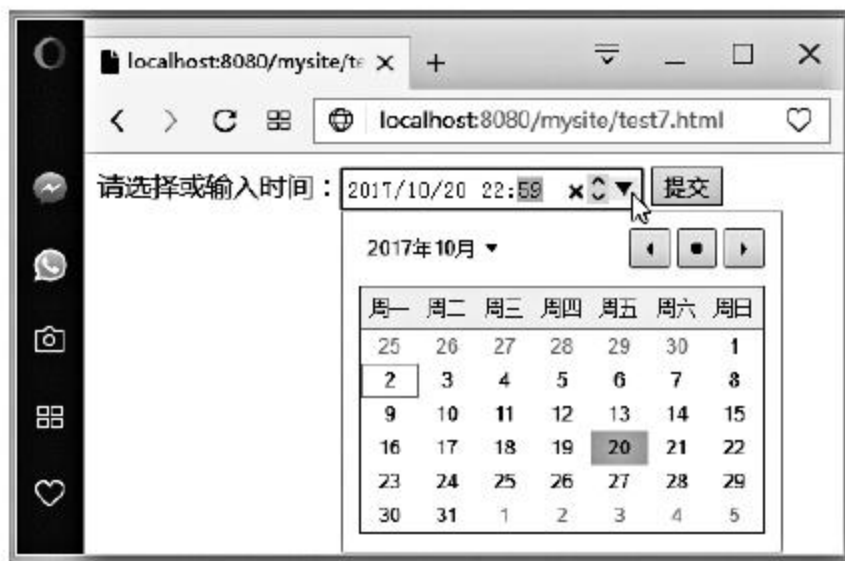 localhost:8080/mysite/te
localhost:8080/mysite/test7.html
请选择或输入时间：2017/10/20 22:59 提交
2017年10月
周一 周二 周三 周四 周五 周六 周日
25 26 27 28 29 30 1
2 3 4 5 6 7 8
9 10 11 12 13 14 15
16 17 18 19 20 21 22
23 24 25 26 27 28 29
30 31 1 2 3 4 5